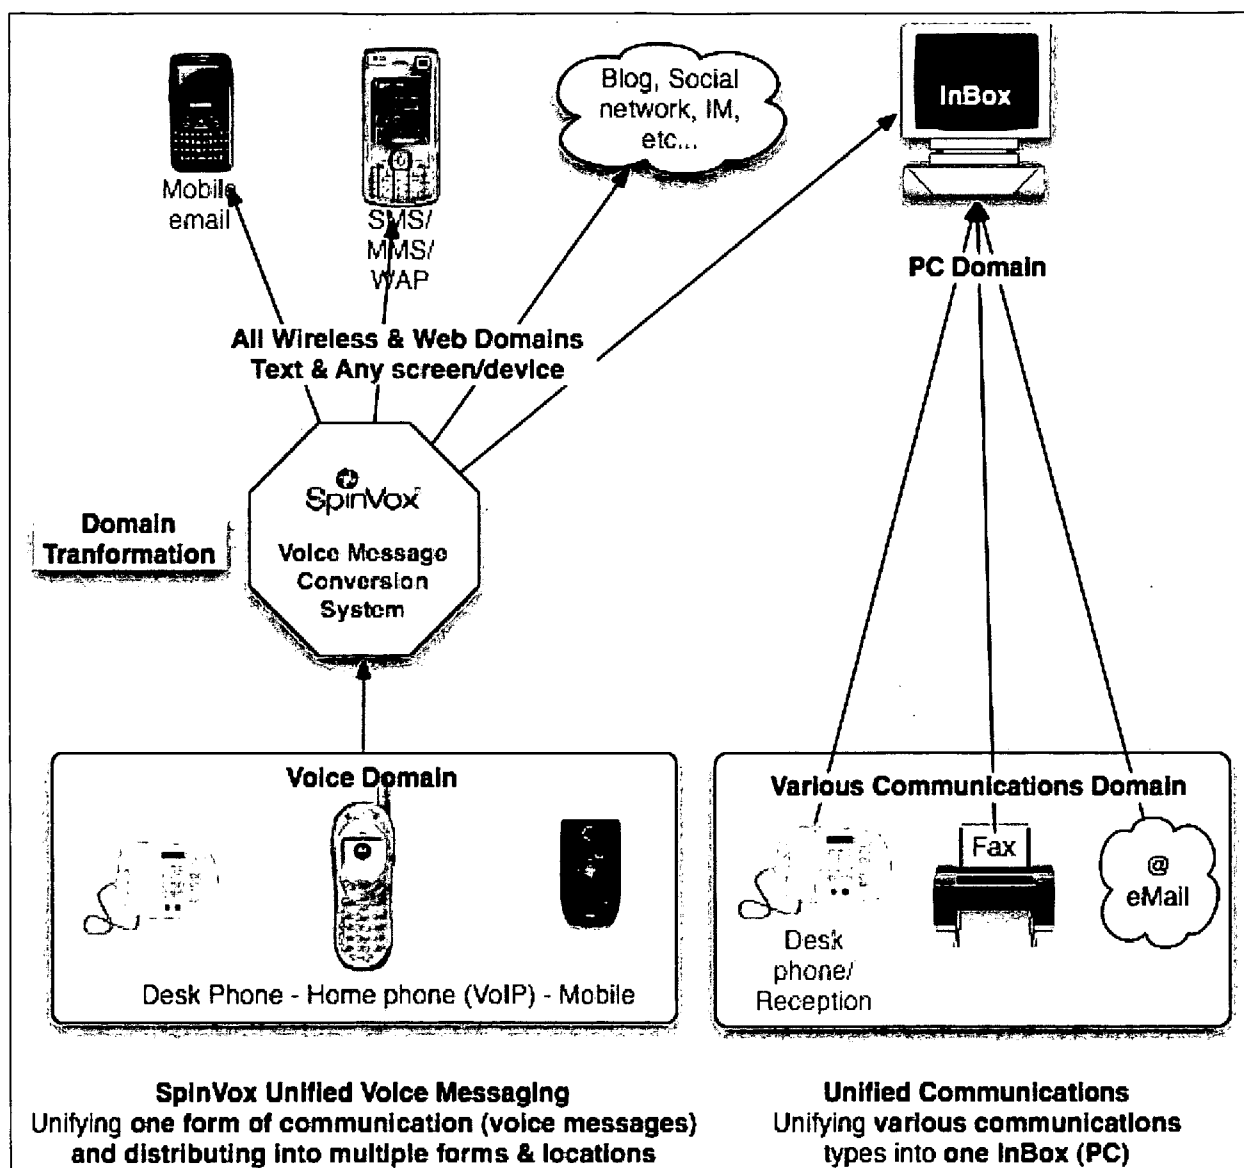 Blog, Social
network, IM,
etc...
InBox
Mobile
email
SMS/
MMS/
WAP
PC Domain
All Wireless & Web Domains
Text & Any screen/device
SpinVox
Domain
Tranformation
Voice Message
Conversion
System
Voice Domain
Desk Phone - Home phone (VoIP) - Mobile
Various Communications Domain
Fax
@
eMail
Desk
phone/
Reception
SpinVox Unified Voice Messaging
Unifying one form of communication (voice messages)
and distributing into multiple forms & locations
Unified Communications
Unifying various communications
types into one InBox (PC)